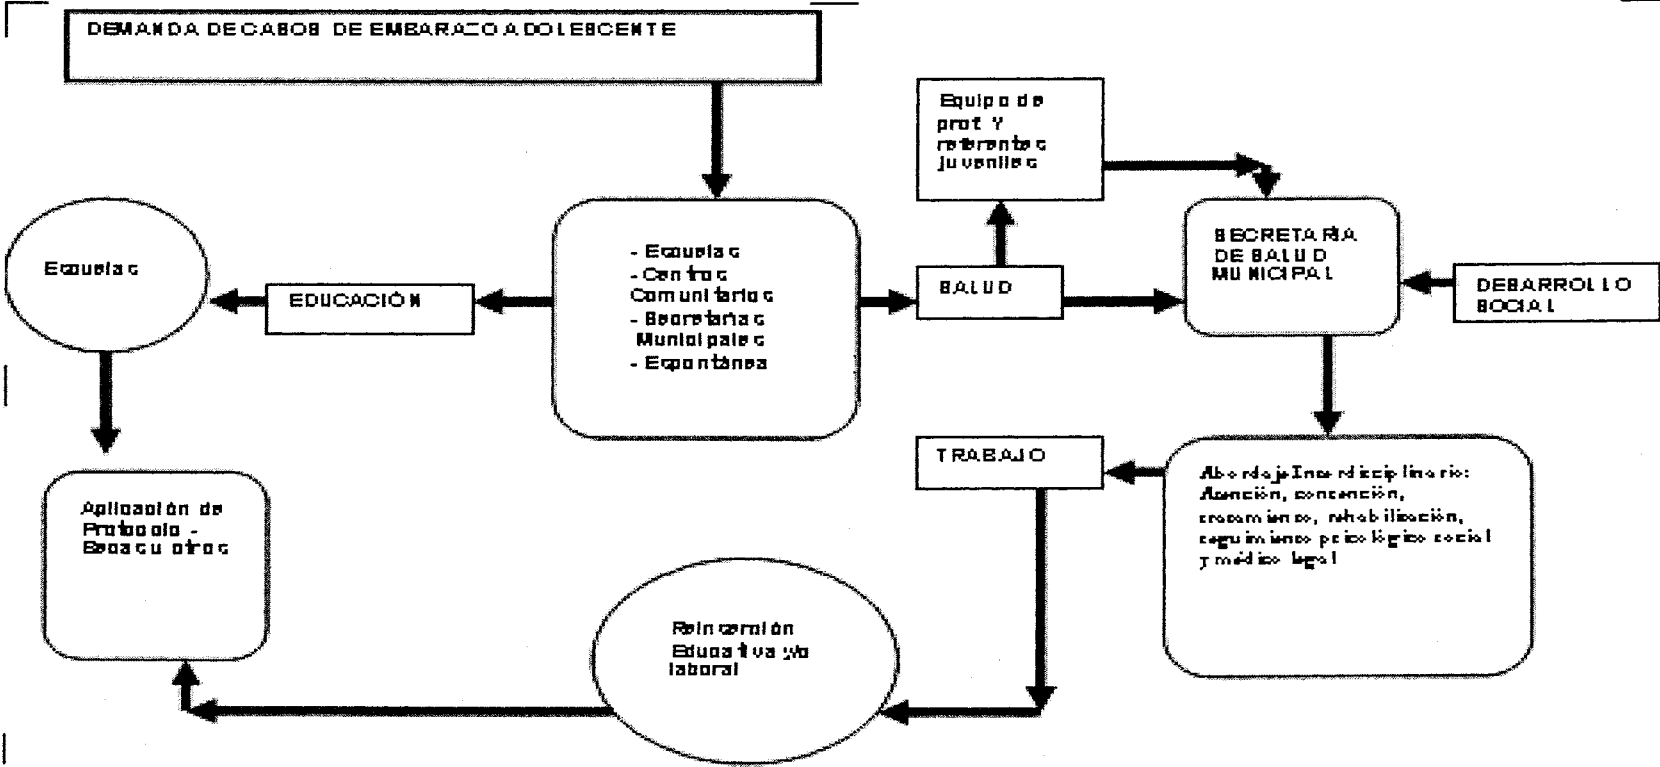 DEMANDA DE CASOS DE EMBARAZO ADOLESCENTE
Equipo de
prof. Y
referentes
juveniles
Escuelas
EDUCACIÓN
- Escuelas
- Centros
Comunitarios
- Secretarías
Municipales
- Espontánea
SALUD
SECRETARÍA
DE SALUD
MUNICIPAL
DESARROLLO
SOCIAL
Aplicación de
Protocolo -
Becas u otros
TRABAJO
Abordaje Interdisciplinario:
Atención, contención,
tratamiento, rehabilitación,
seguimiento psicológico social
y médico legal
Reinserción
Educativa y/o
laboral